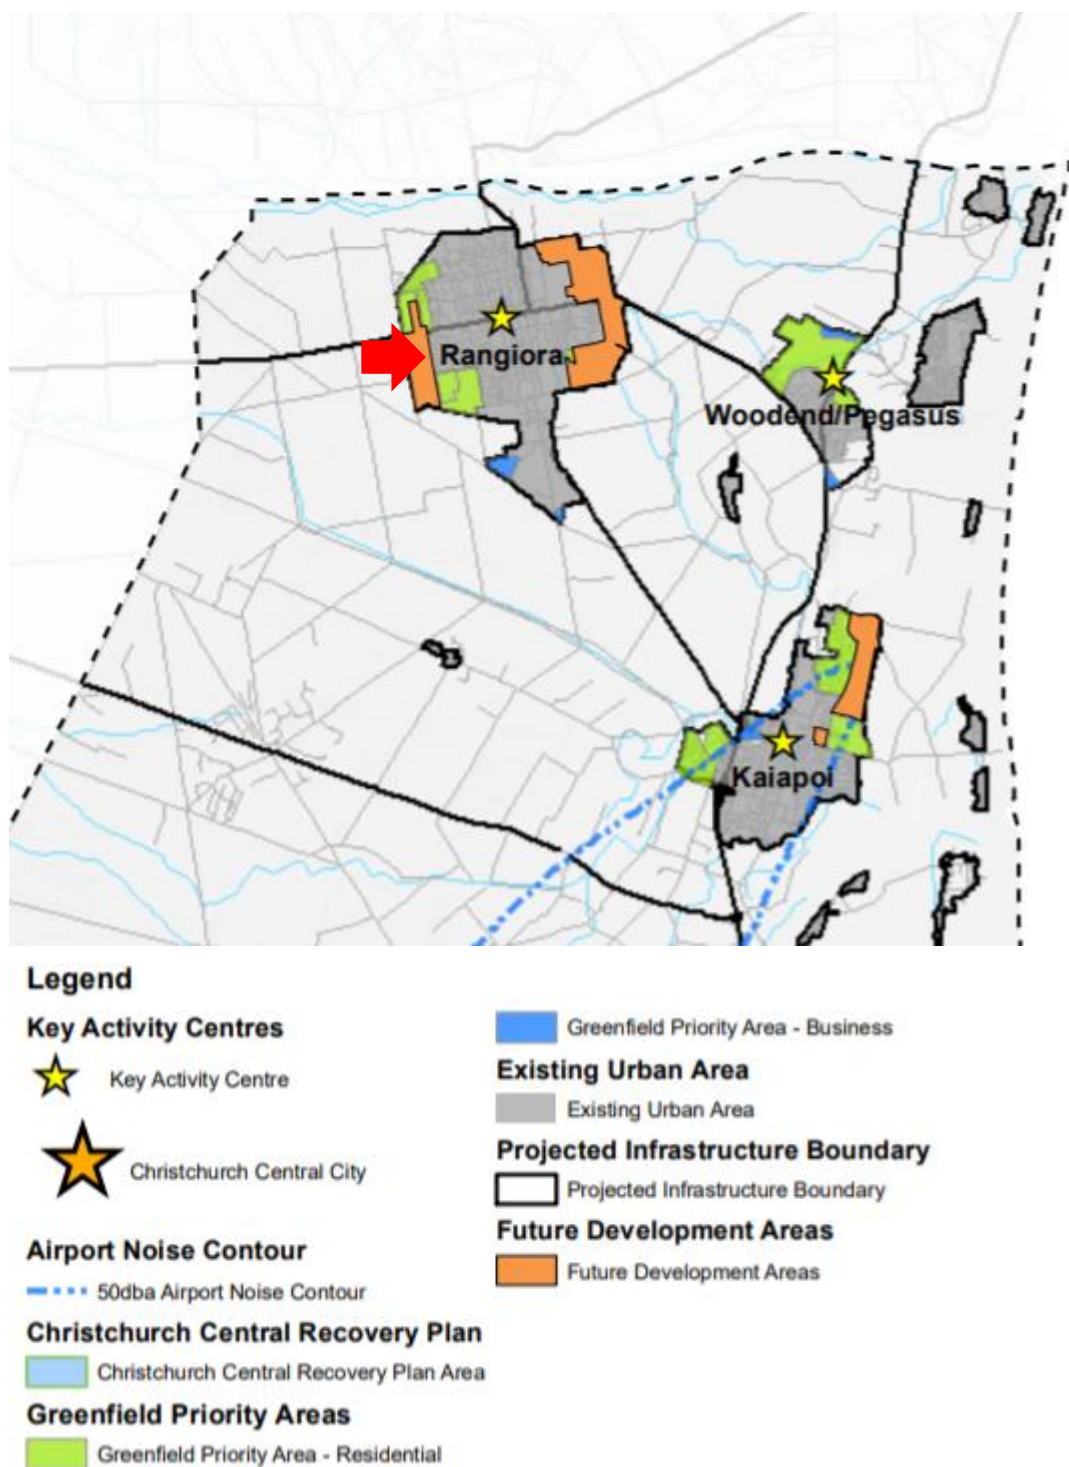 Rangiora
Woodend/Pegasus
Kaiapoi
Legend
Key Activity Centres
Key Activity Centre
Christchurch Central City
Airport Noise Contour
50dba Airport Noise Contour
Christchurch Central Recovery Plan
Christchurch Central Recovery Plan Area
Greenfield Priority Areas
Greenfield Priority Area - Residential
Greenfield Priority Area - Business
Existing Urban Area
Existing Urban Area
Projected Infrastructure Boundary
Projected Infrastructure Boundary
Future Development Areas
Future Development Areas